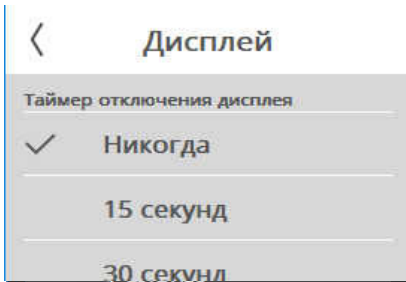 Дисплей
Таймер отключения дисплея
Никогда
15 секунд
30 секунд